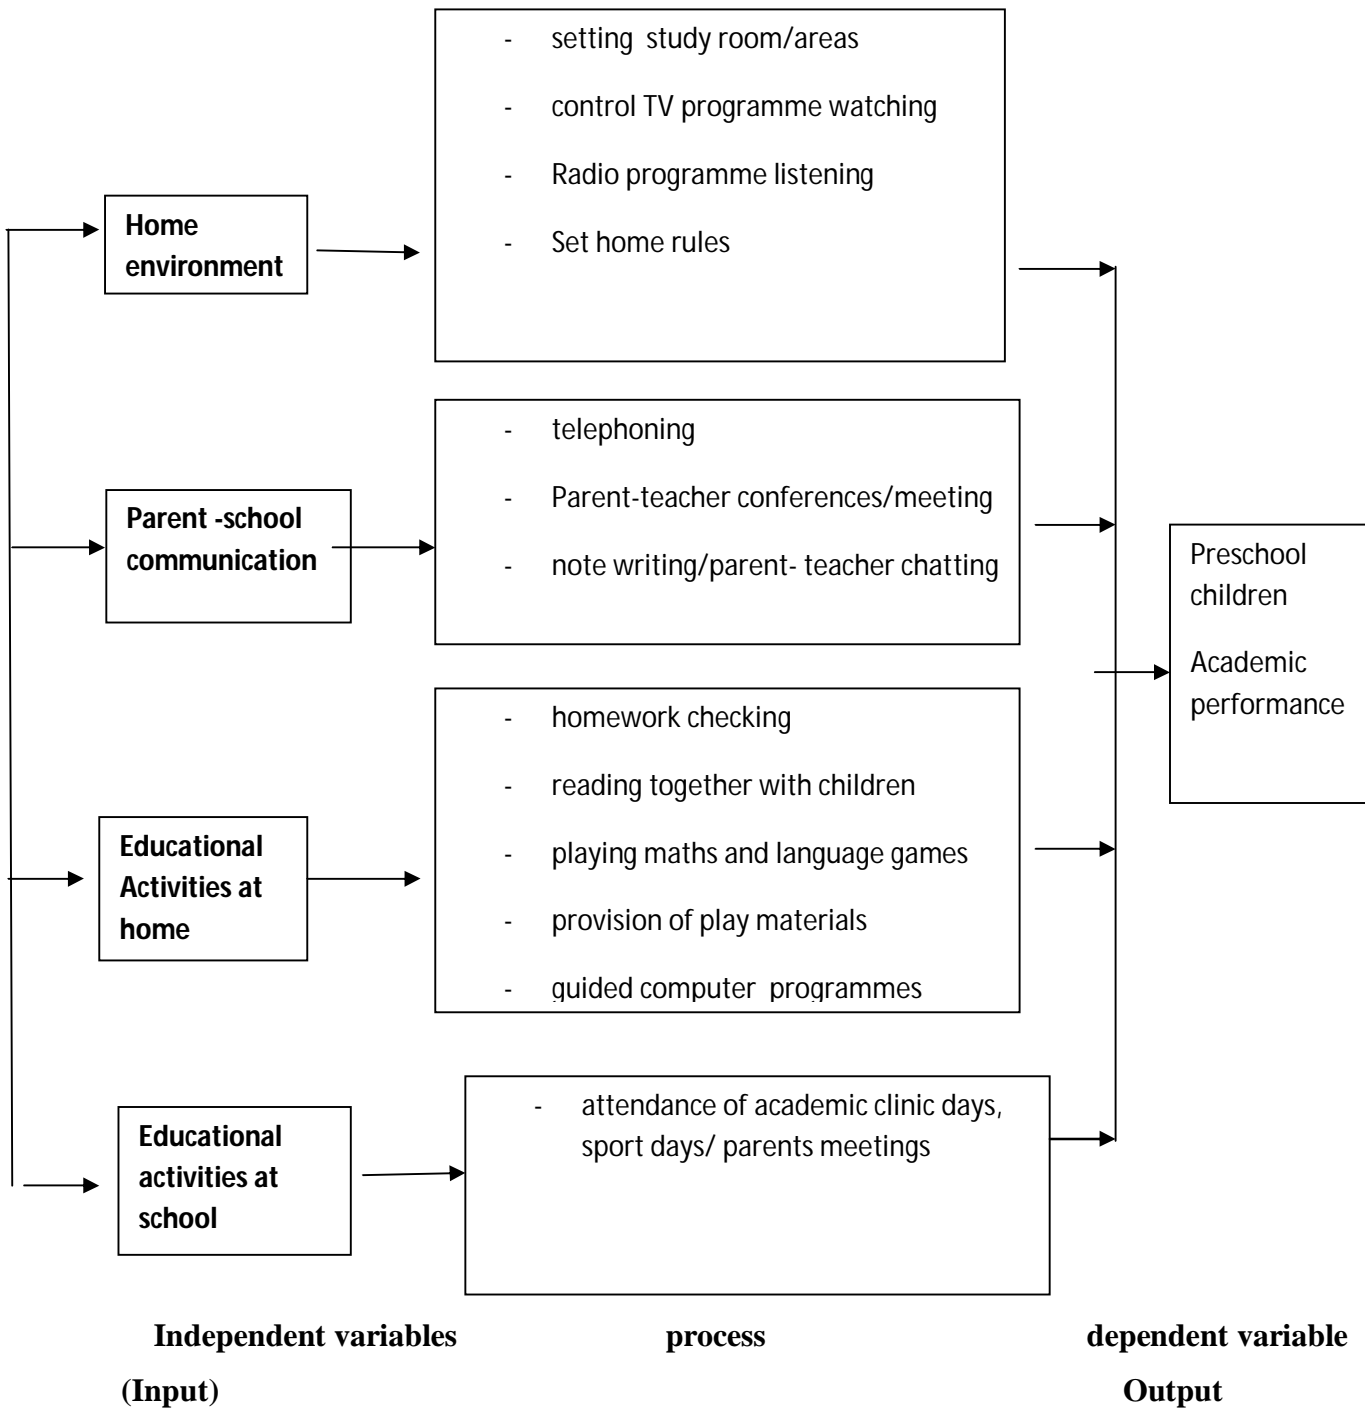 - setting study room/areas
- control TV programme watching
- Radio programme listening
- Set home rules
Home
environment
- telephoning
- Parent-teacher conferences/meeting
- note writing/parent- teacher chatting
Parent -school
communication
Preschool
children
Academic
performance
- homework checking
- reading together with children
- playing maths and language games
- provision of play materials
- guided computer programmes
Educational
Activities at
home
- attendance of academic clinic days,
sport days/ parents meetings
Educational
activities at
school
Independent variables process dependent variable
(Input) Output